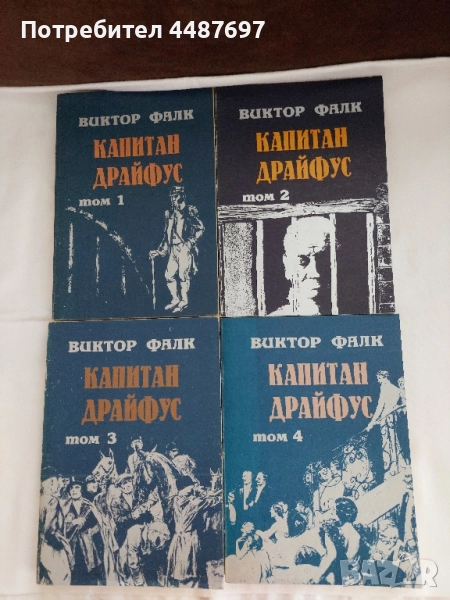 Потребител 4487697
ВИКТОР ФАЛК
КАПИТАН
ДРАЙФУС
том 1
ВИКТОР ФАЛК
КАПИТАН
ДРАЙФУС
том 2
ВИКТОР ФАЛК
КАПИТАН
ДРАЙФУС
том 3
ВИКТОР ФАЛК
КАПИТАН
ДРАЙФУС
том 4
BAZAR